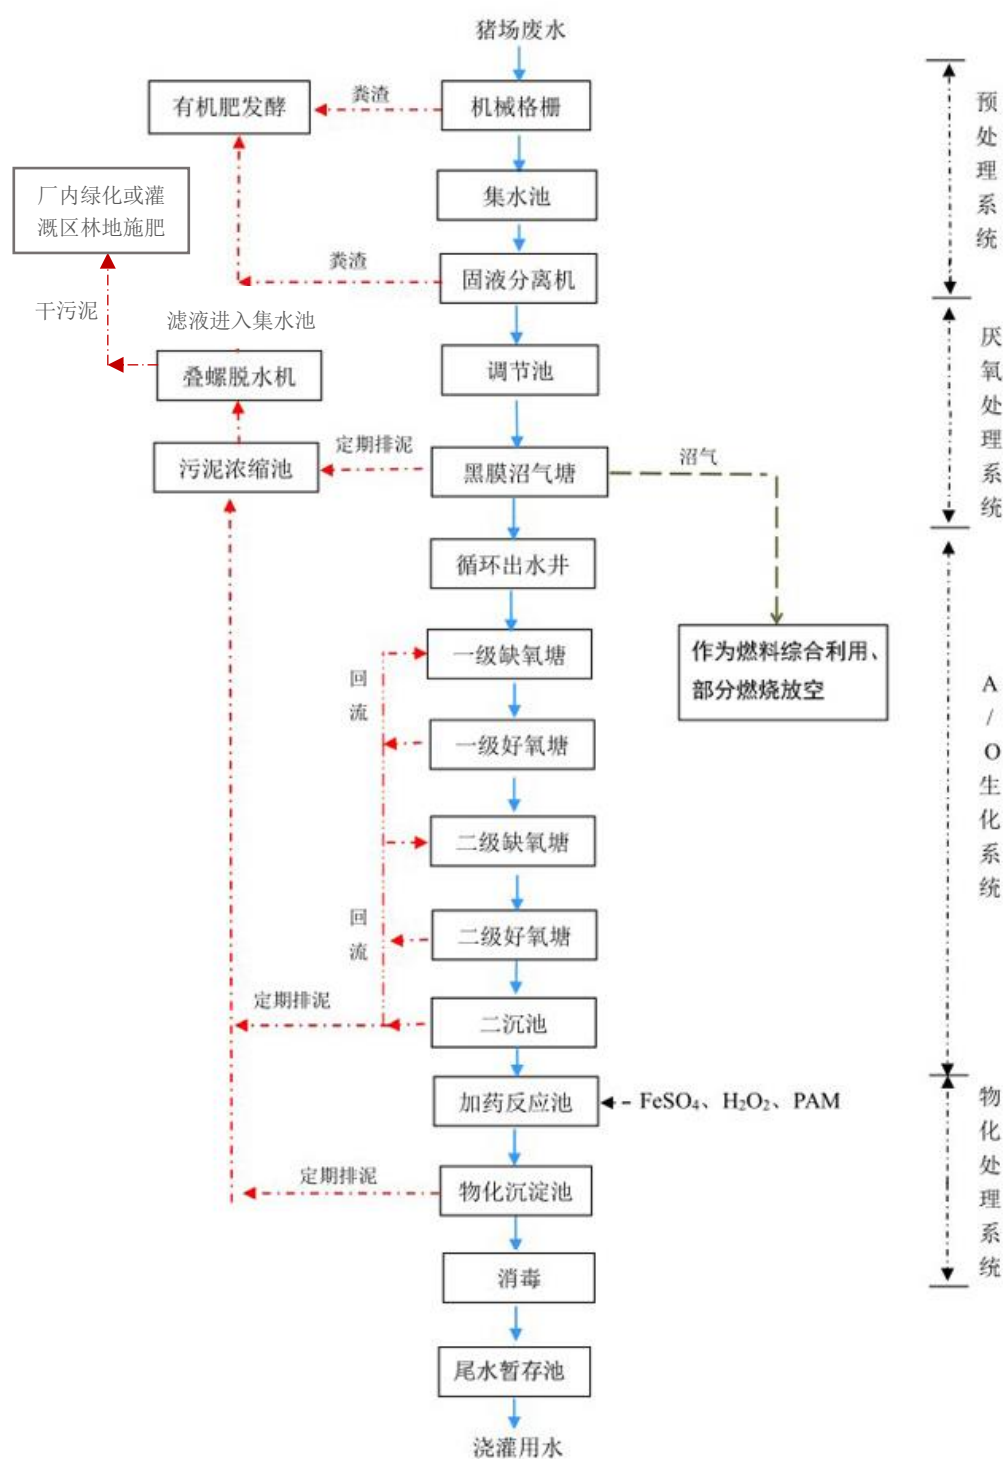 猪场废水
有机肥发酵
粪渣
机械格栅
预处理系统
厂内绿化或灌
溉区林地施肥
集水池
粪渣
固液分离机
干污泥
滤液进入集水池
叠螺脱水机
调节池
厌氧处理系统
定期排泥
污泥浓缩池
黑膜沼气塘
沼气
循环出水井
一级缺氧塘
作为燃料综合利用、
部分燃烧放空
回流
A/O生化系统
一级好氧塘
二级缺氧塘
回流
二级好氧塘
定期排泥
二沉池
加药反应池
FeSO₄、H₂O₂、PAM
物化处理系统
定期排泥
物化沉淀池
消毒
尾水暂存池
浇灌用水